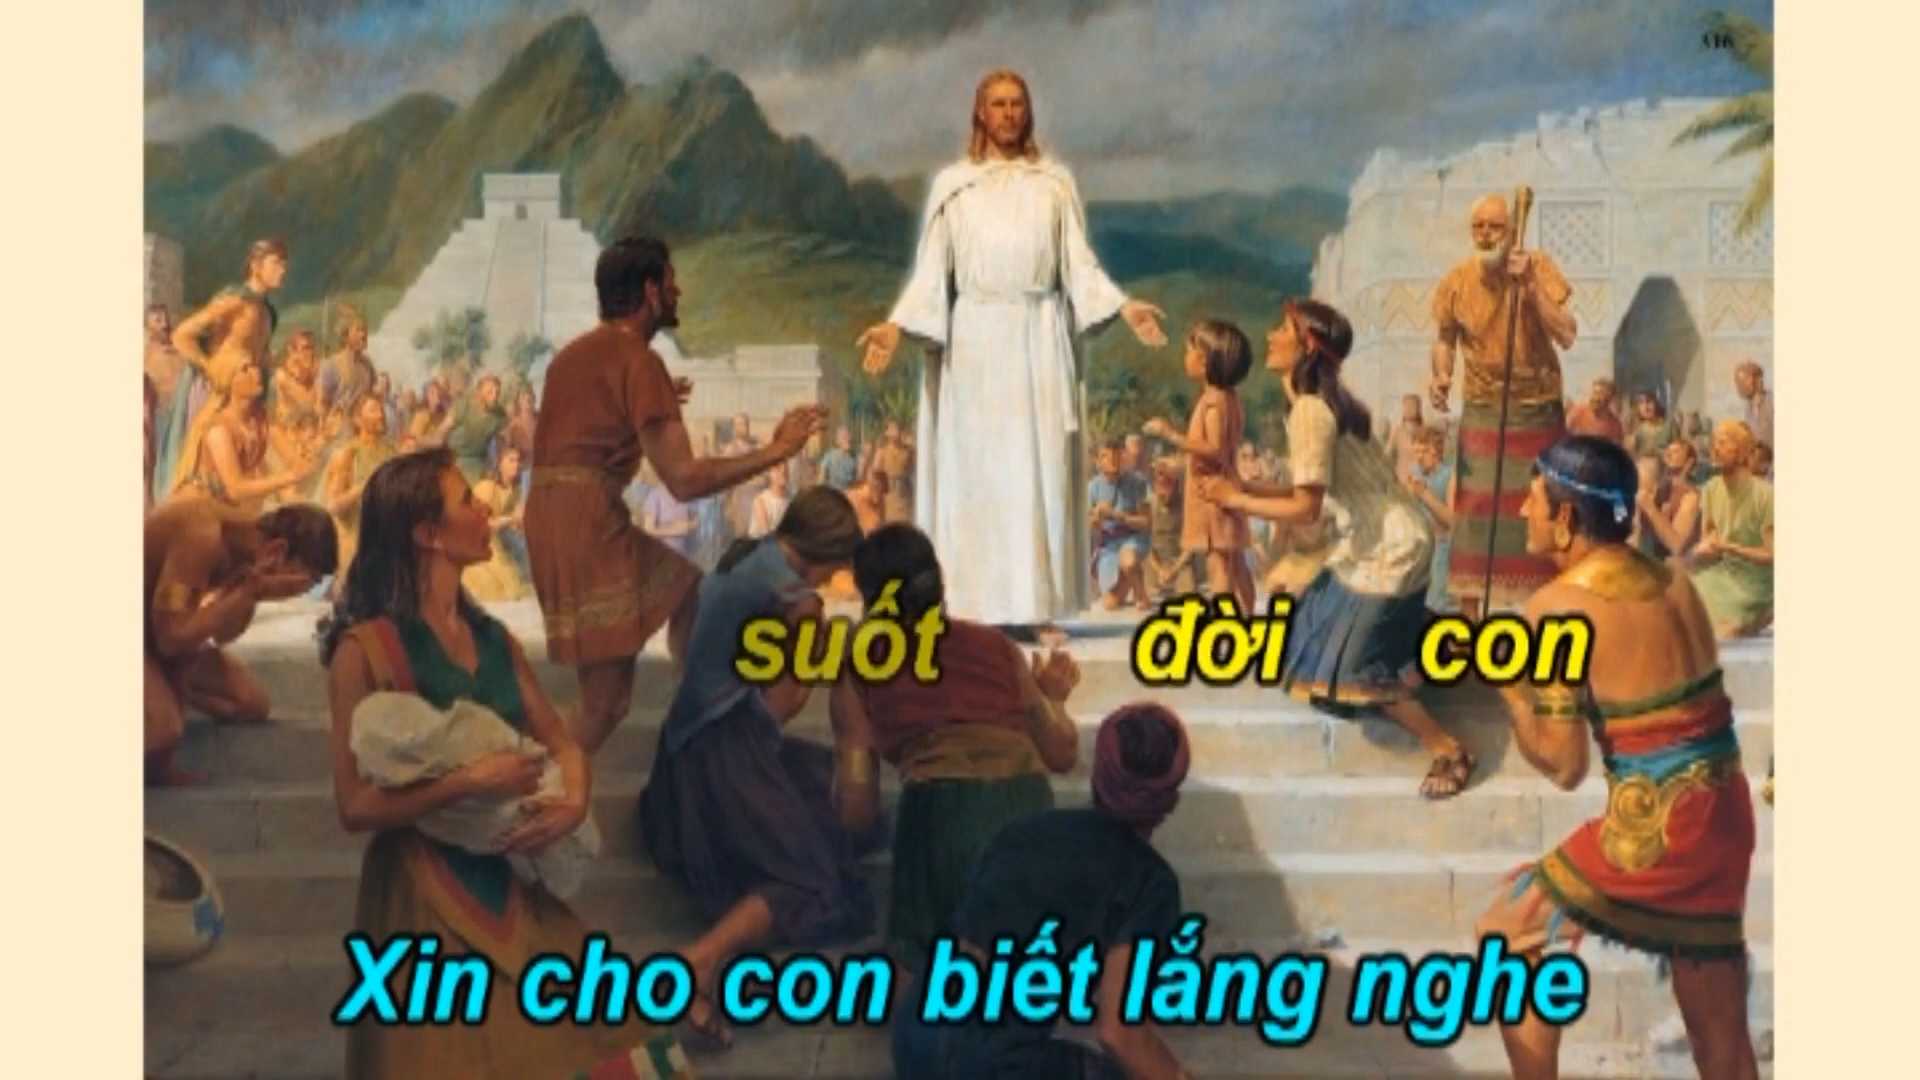 suốt đời con
Xin cho con biết lắng nghe